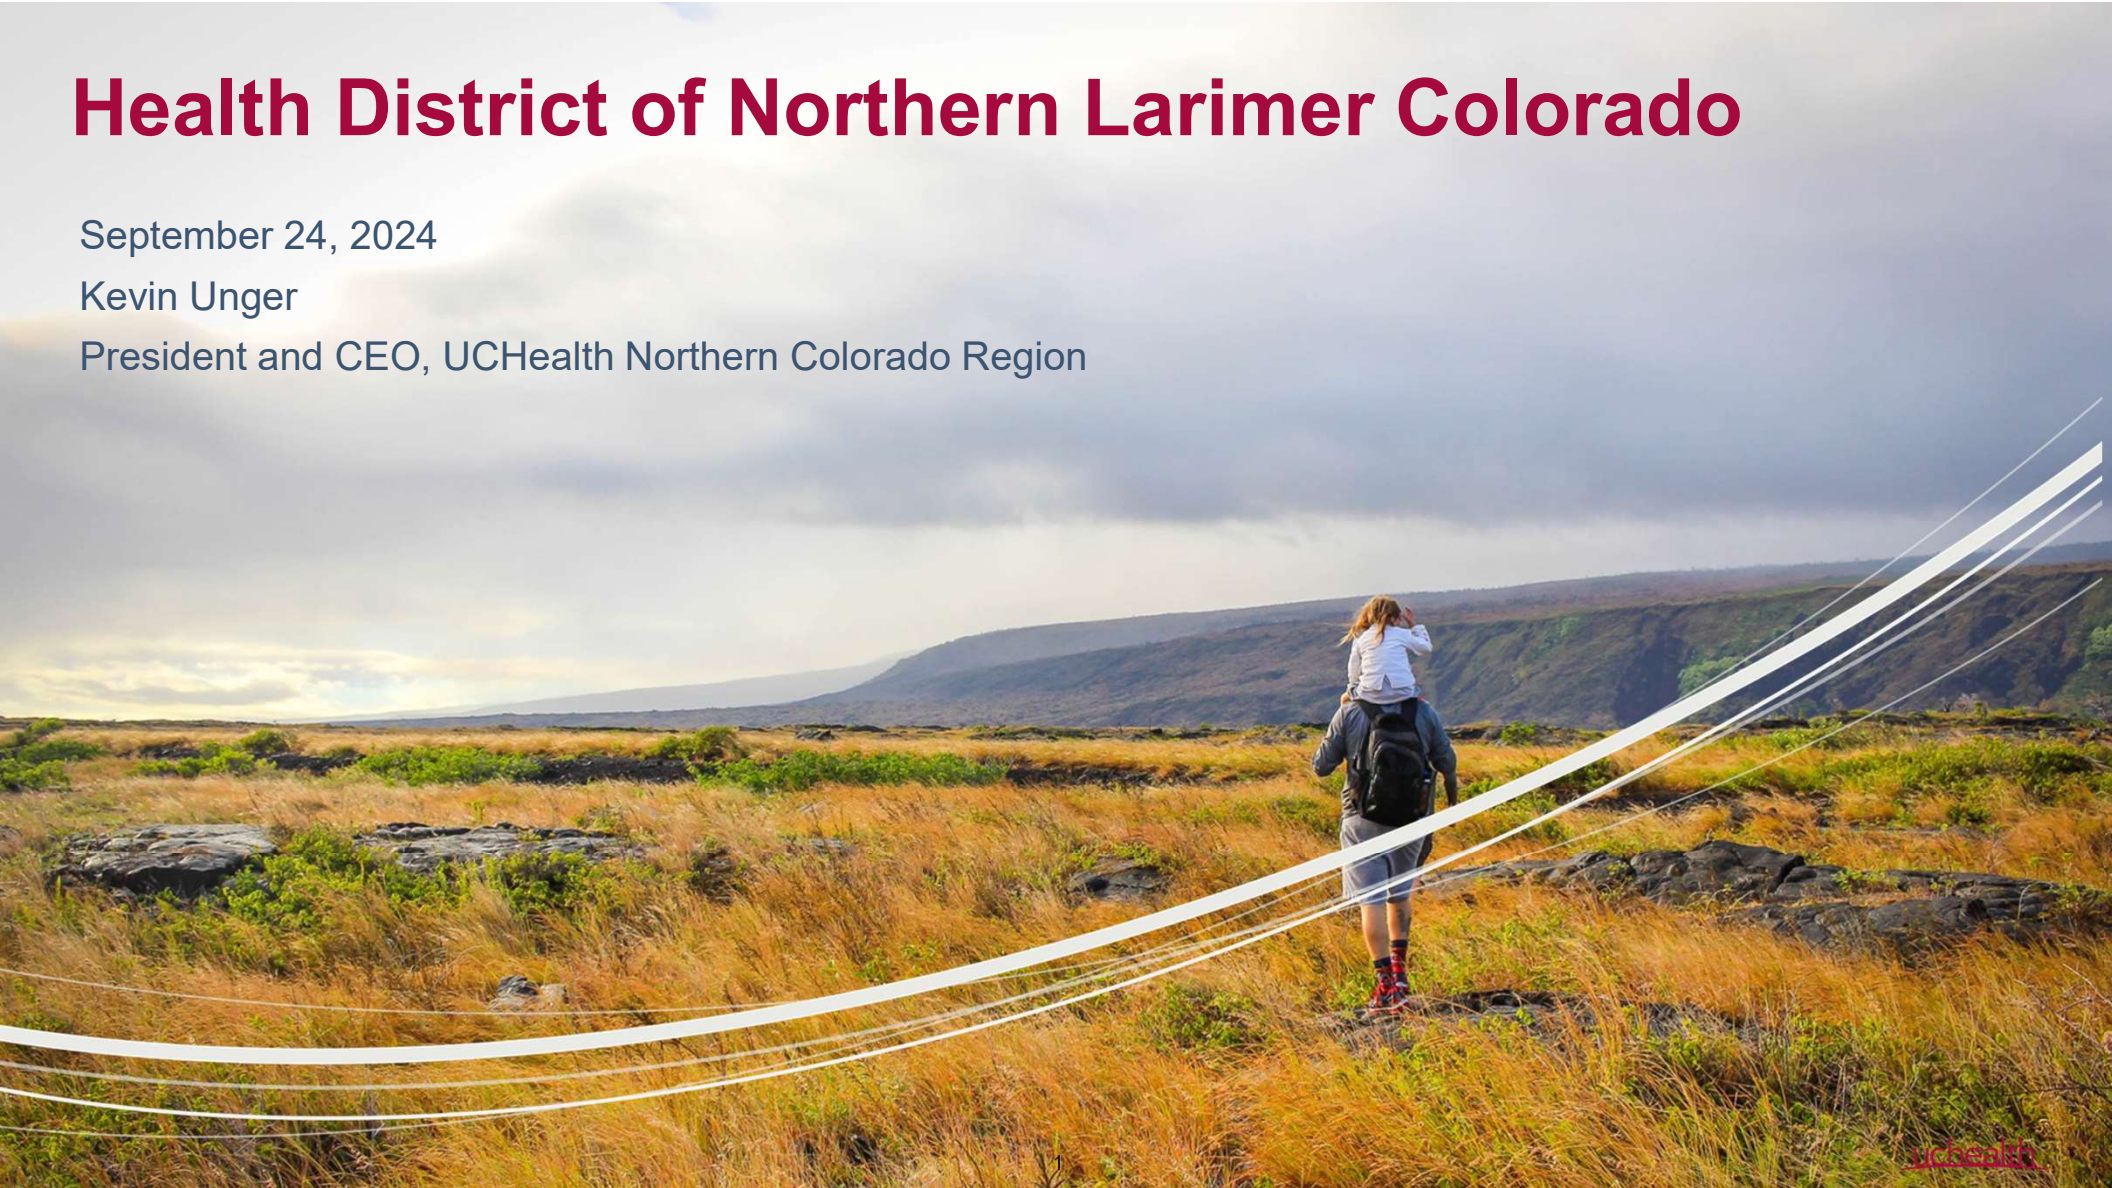 Health District of Northern Larimer Colorado
September 24, 2024
Kevin Unger
President and CEO, UCHealth Northern Colorado Region
1
uchealth